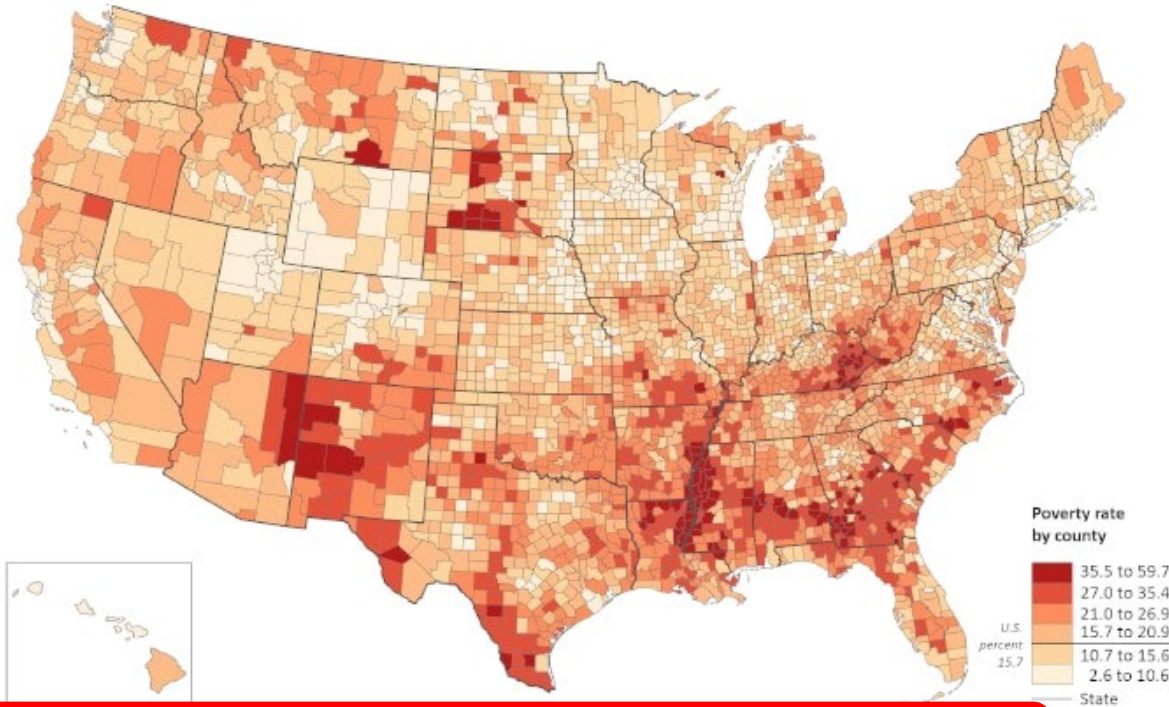 Poverty rate
by county
35.5 to 59.7
27.0 to 35.4
21.0 to 26.9
15.7 to 20.9
10.7 to 15.6
2.6 to 10.6
U.S.
percent
15.7
State